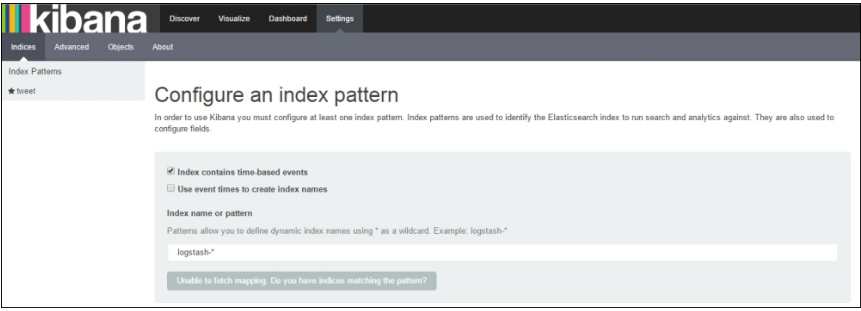 kibana
Discover Visualize Dashboard Settings
Indices Advanced Objects About
Index Patterns
★ tweet
Configure an index pattern
In order to use Kibana you must configure at least one index pattern. Index patterns are used to identify the Elasticsearch index to run search and analytics against. They are also used to
configure fields.
Index contains time-based events
Use event times to create index names
Index name or pattern
Patterns allow you to define dynamic index names using * as a wildcard. Example: logstash-*
logstash-*
Unable to fetch mapping. Do you have indices matching the pattern?